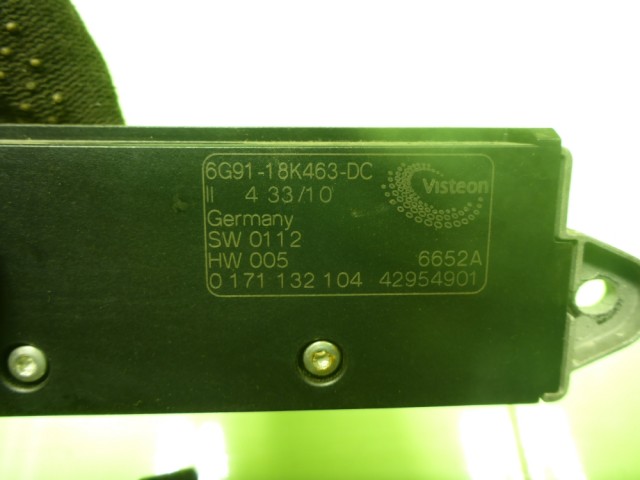 6G91-18K463-DC
II 4 33/10
Visteon
Germany
SW 0112
HW 005 6652A
0 171 132 104 42954901